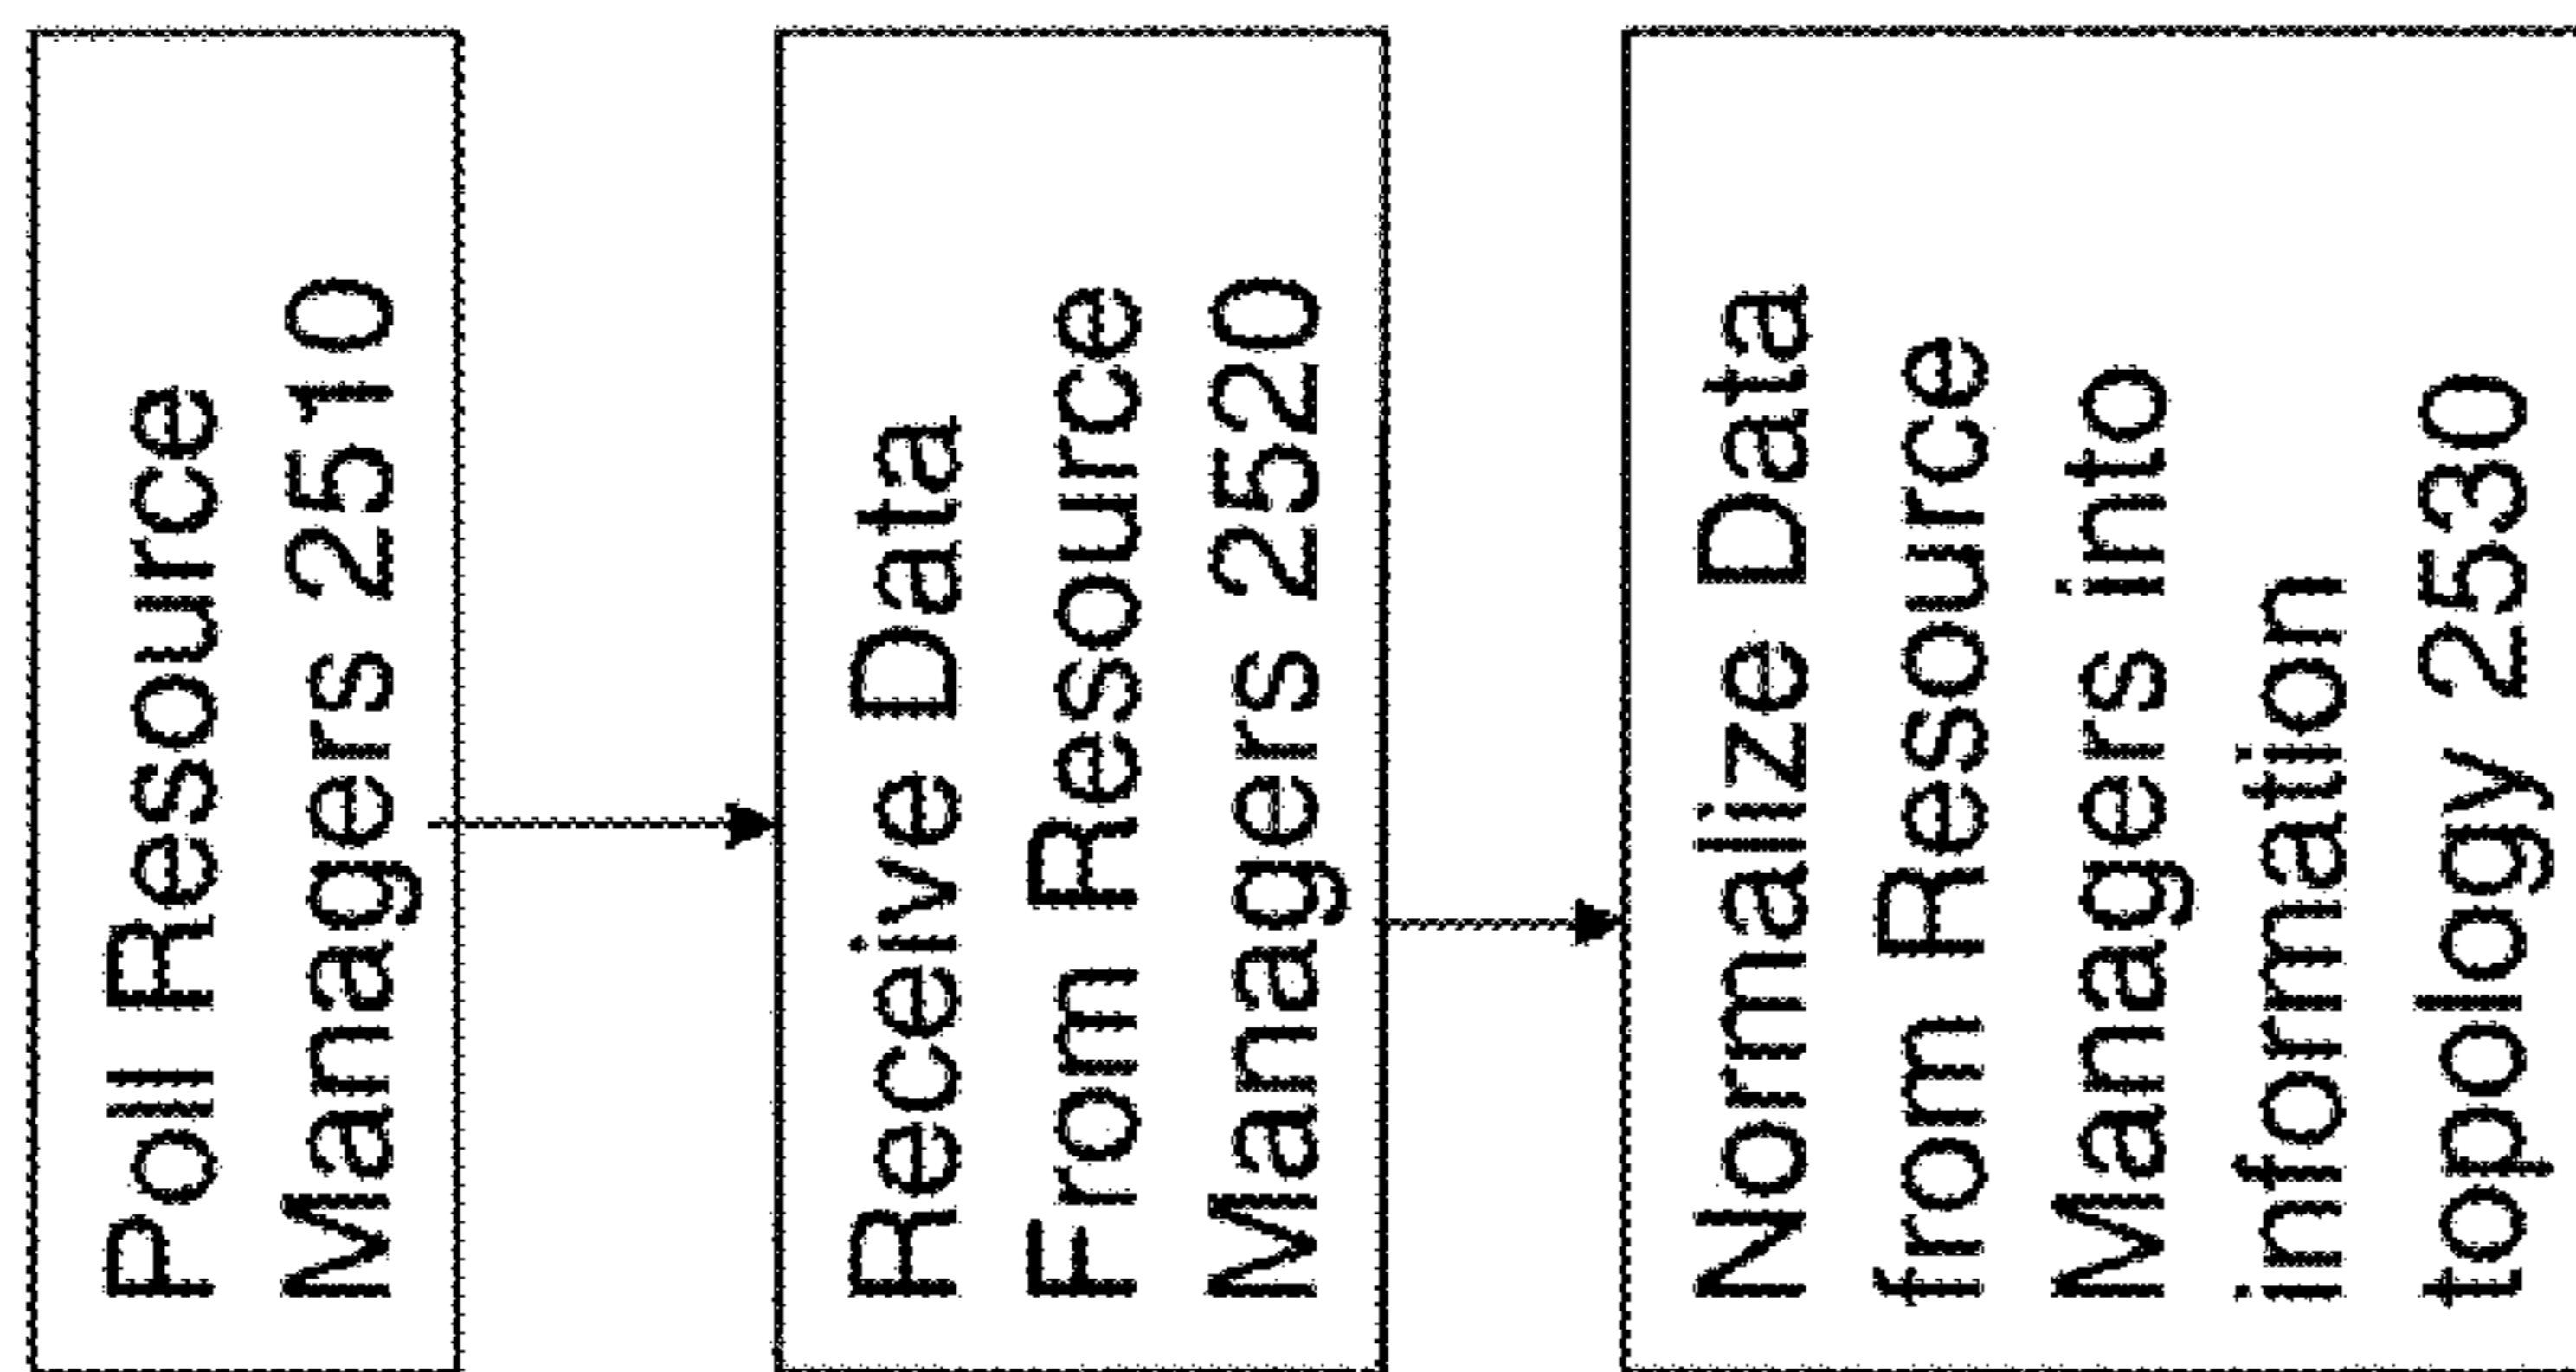 Poll Resource
Managers 2510
Receive Data
From Resource
Managers 2520
Normalize Data
from Resource
Managers into
information
topology 2530